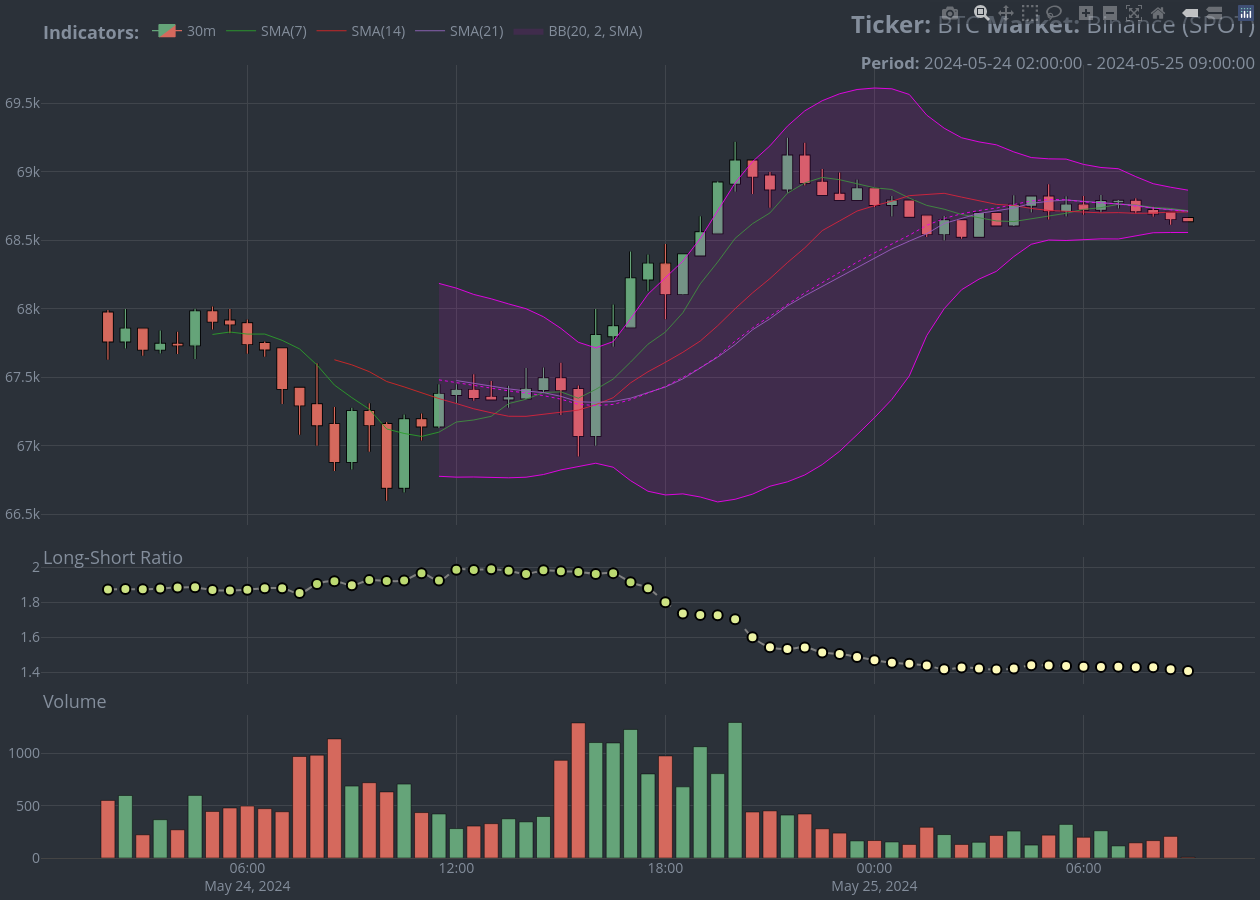 Indicators: 30m SMA(7) SMA(14) SMA(21) BB(20, 2, SMA)
Ticker: BTC Market: Binance (SPOT)
Period: 2024-05-24 02:00:00 - 2024-05-25 09:00:00
69.5k
69k
68.5k
68k
67.5k
67k
66.5k
Long-Short Ratio
2
1.8
1.6
1.4
Volume
1000
500
0
06:00 12:00 18:00 00:00 06:00
May 24, 2024 May 25, 2024